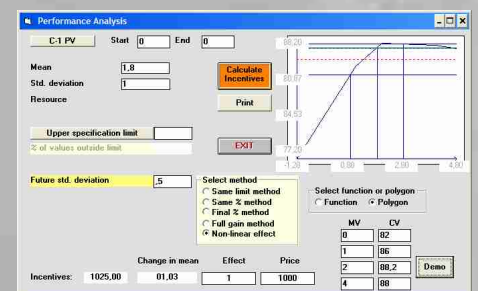 Performance Analysis
C-1 PV Start 0 End 0
Mean 1,8
Std. deviation 1
Resource
Calculate Incentives
Print
Upper specification limit
% of values outside limit
EXIT
88,20
80,87
84,53
77,20
-1,20 0,80 2,80 4,80
Future std. deviation ,5
Select method
Same limit method
Same % method
Final % method
Full gain method
Non-linear effect
Select function or polygon
Function Polygon
MV CV
0 82
1 86
2 88,2
4 88
Demo
Change in mean Effect Price
Incentives: 1025,00 01,03 1 1000